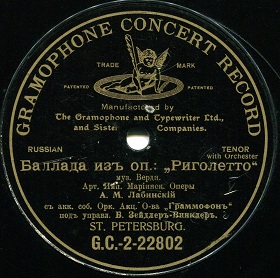 GRAMOPHONE CONCERT RECORD
TRADE MARK
PATENTED PATENTED
Manufactured by
The Gramophone and Typewriter Ltd.,
and Sister Companies.
RUSSIAN TENOR
with Orchester
Баллада изъ оп.: „Риголетто“
муз. Верди.
Арт. Имп. Маріинск. Оперы
А. М. Лабинскій
съ акк. соб. Орк. Акц. О-ва „Граммофонъ“
подъ управ. В. Зейдлеръ-Винклеръ.
ST. PETERSBURG.
G.C.-2-22802